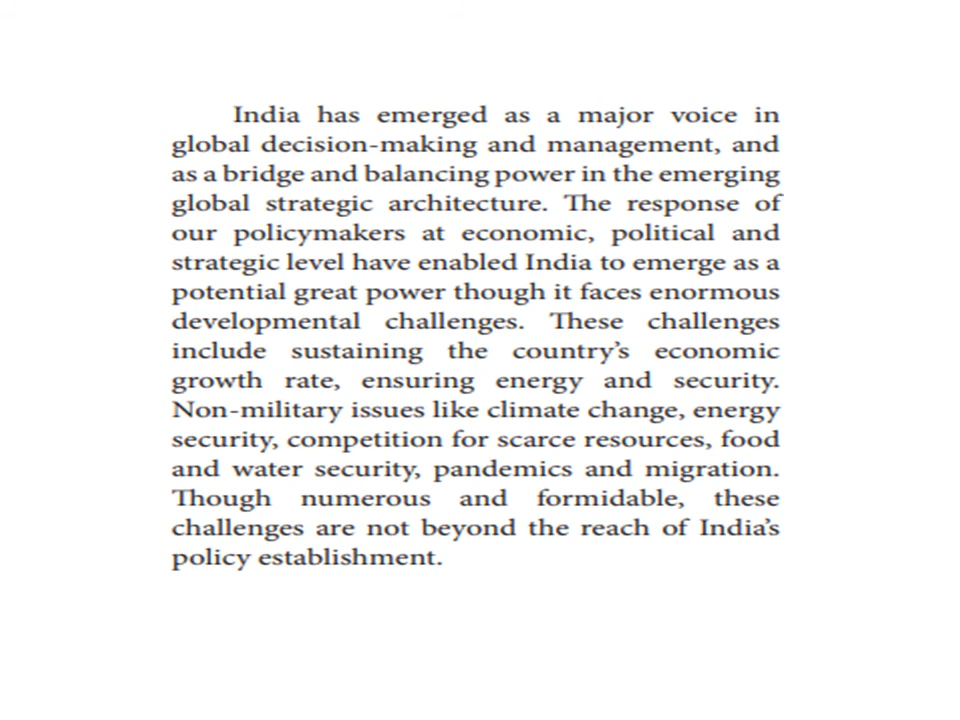 India has emerged as a major voice in
global decision-making and management, and
as a bridge and balancing power in the emerging
global strategic architecture. The response of
our policymakers at economic, political and
strategic level have enabled India to emerge as a
potential great power though it faces enormous
developmental challenges. These challenges
include sustaining the country's economic
growth rate, ensuring energy and security.
Non-military issues like climate change, energy
security, competition for scarce resources, food
and water security, pandemics and migration.
Though numerous and formidable, these
challenges are not beyond the reach of India's
policy establishment.